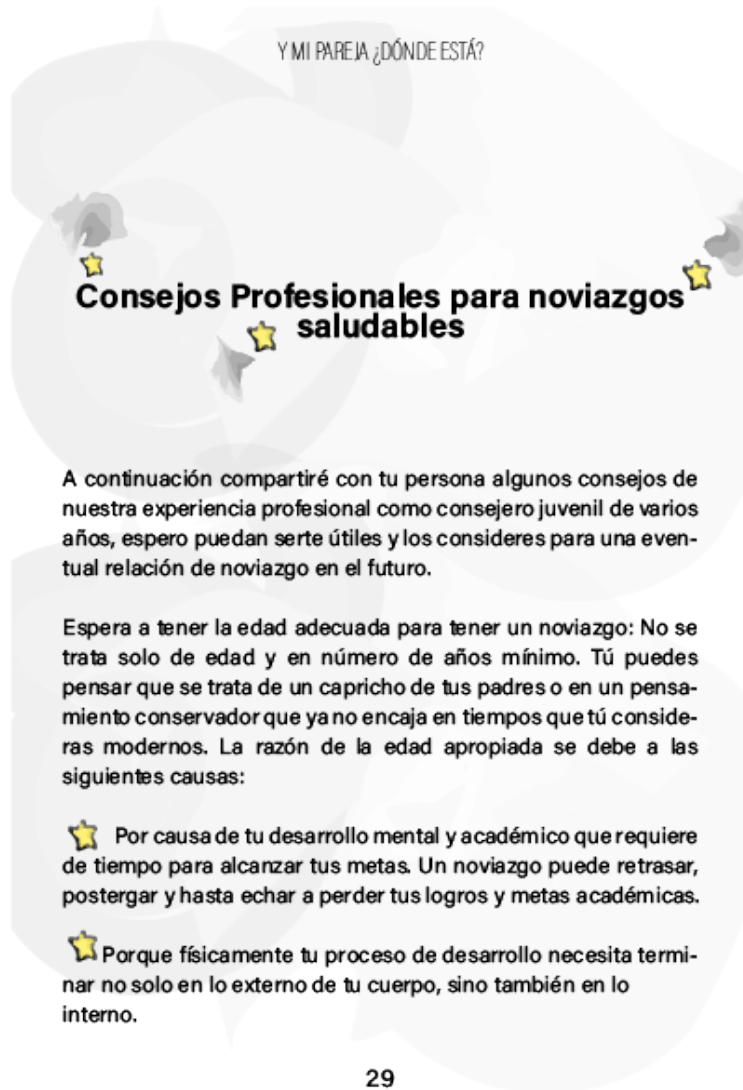 Y MI PAREJA ¿DÓNDE ESTÁ?
Consejos Profesionales para noviazgos
saludables
A continuación compartiré con tu persona algunos consejos de
nuestra experiencia profesional como consejero juvenil de varios
años, espero puedan serte útiles y los consideres para una even-
tual relación de noviazgo en el futuro.
Espera a tener la edad adecuada para tener un noviazgo: No se
trata solo de edad y en número de años mínimo. Tú puedes
pensar que se trata de un capricho de tus padres o en un pensa-
miento conservador que ya no encaja en tiempos que tú conside-
ras modernos. La razón de la edad apropiada se debe a las
siguientes causas:
Por causa de tu desarrollo mental y académico que requiere
de tiempo para alcanzar tus metas. Un noviazgo puede retrasar,
postergar y hasta echar a perder tus logros y metas académicas.
Porque físicamente tu proceso de desarrollo necesita termi-
nar no solo en lo externo de tu cuerpo, sino también en lo
interno.
29